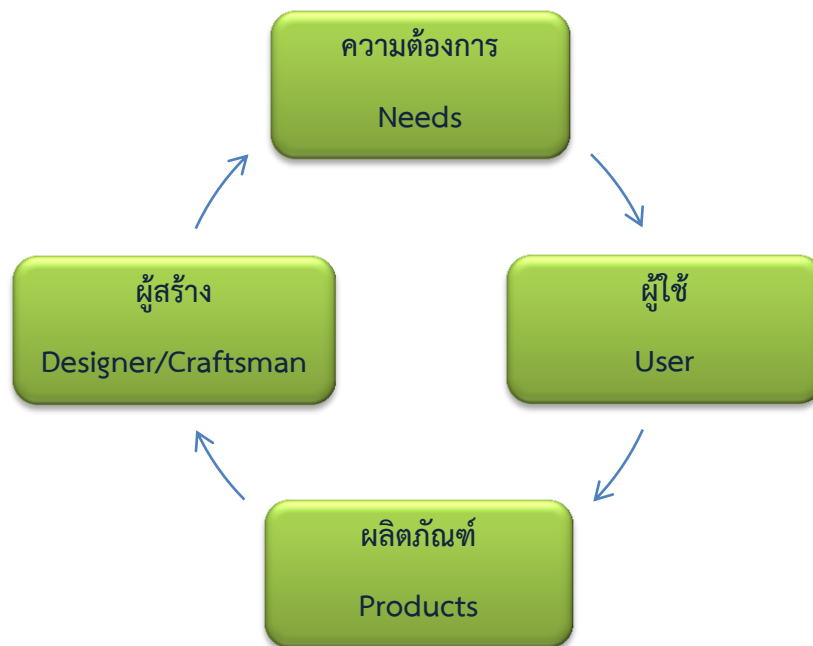 ความต้องการ
Needs
ผู้สร้าง
Designer/Craftsman
ผู้ใช้
User
ผลิตภัณฑ์
Products